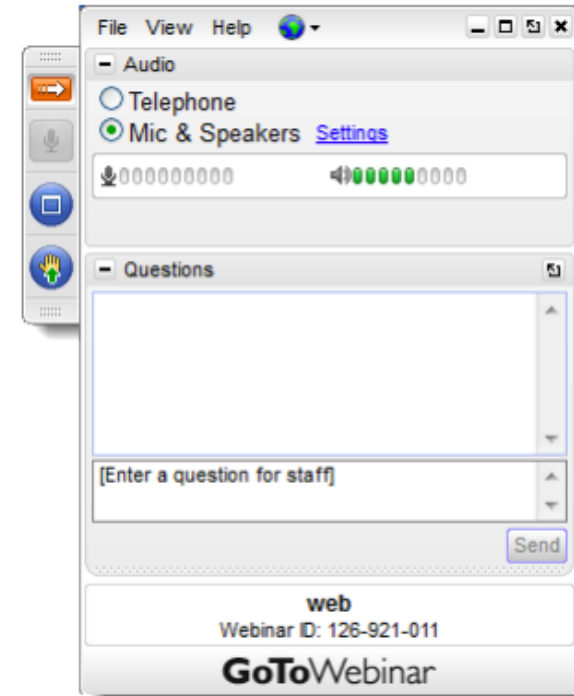 File View Help
Audio
Telephone
Mic & Speakers Settings
Questions
[Enter a question for staff]
Send
web
Webinar ID: 126-921-011
GoToWebinar